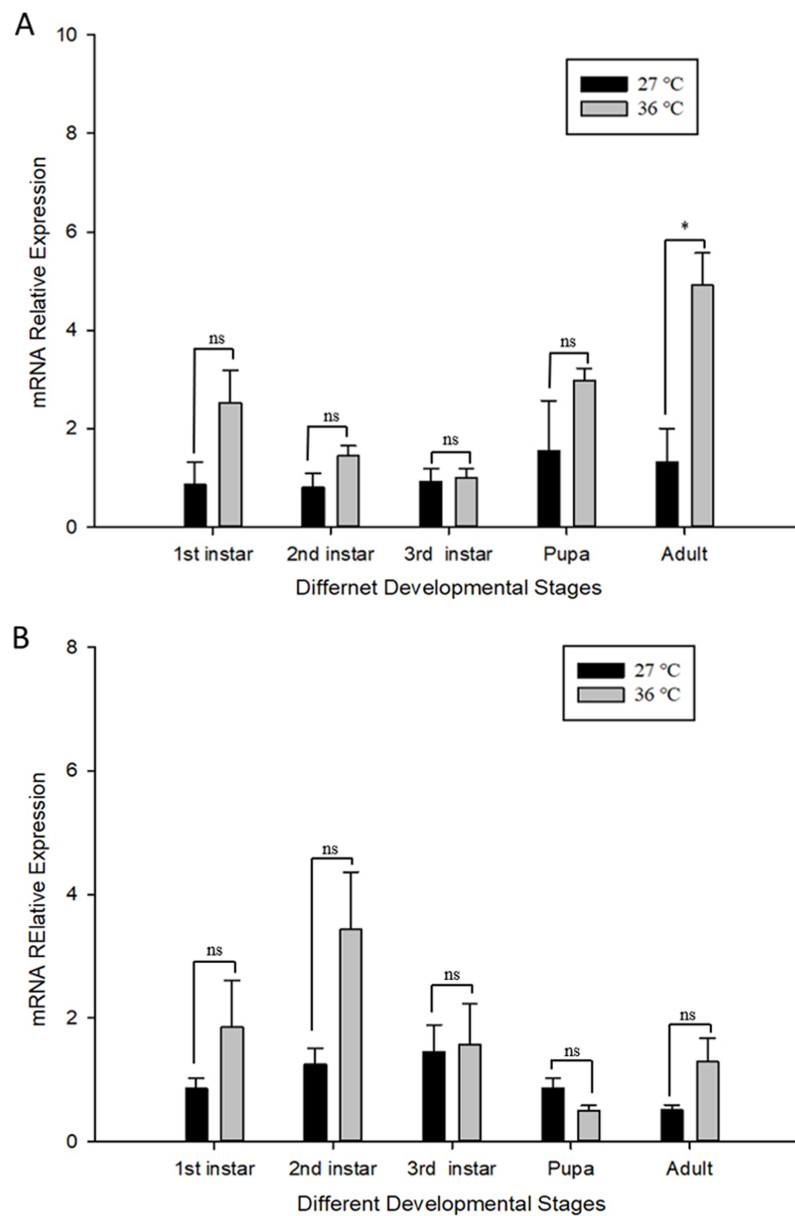 A
10
27 °C
36 °C
8
6
*
4
ns
ns
ns
ns
2
0
1st instar 2nd instar 3rd instar Pupa Adult
mRNA Relative Expression
Differnet Developmental Stages
B
8
27 °C
36 °C
6
ns
4
ns
ns
ns
ns
2
0
1st instar 2nd instar 3rd instar Pupa Adult
mRNA RElative Expression
Different Developmental Stages